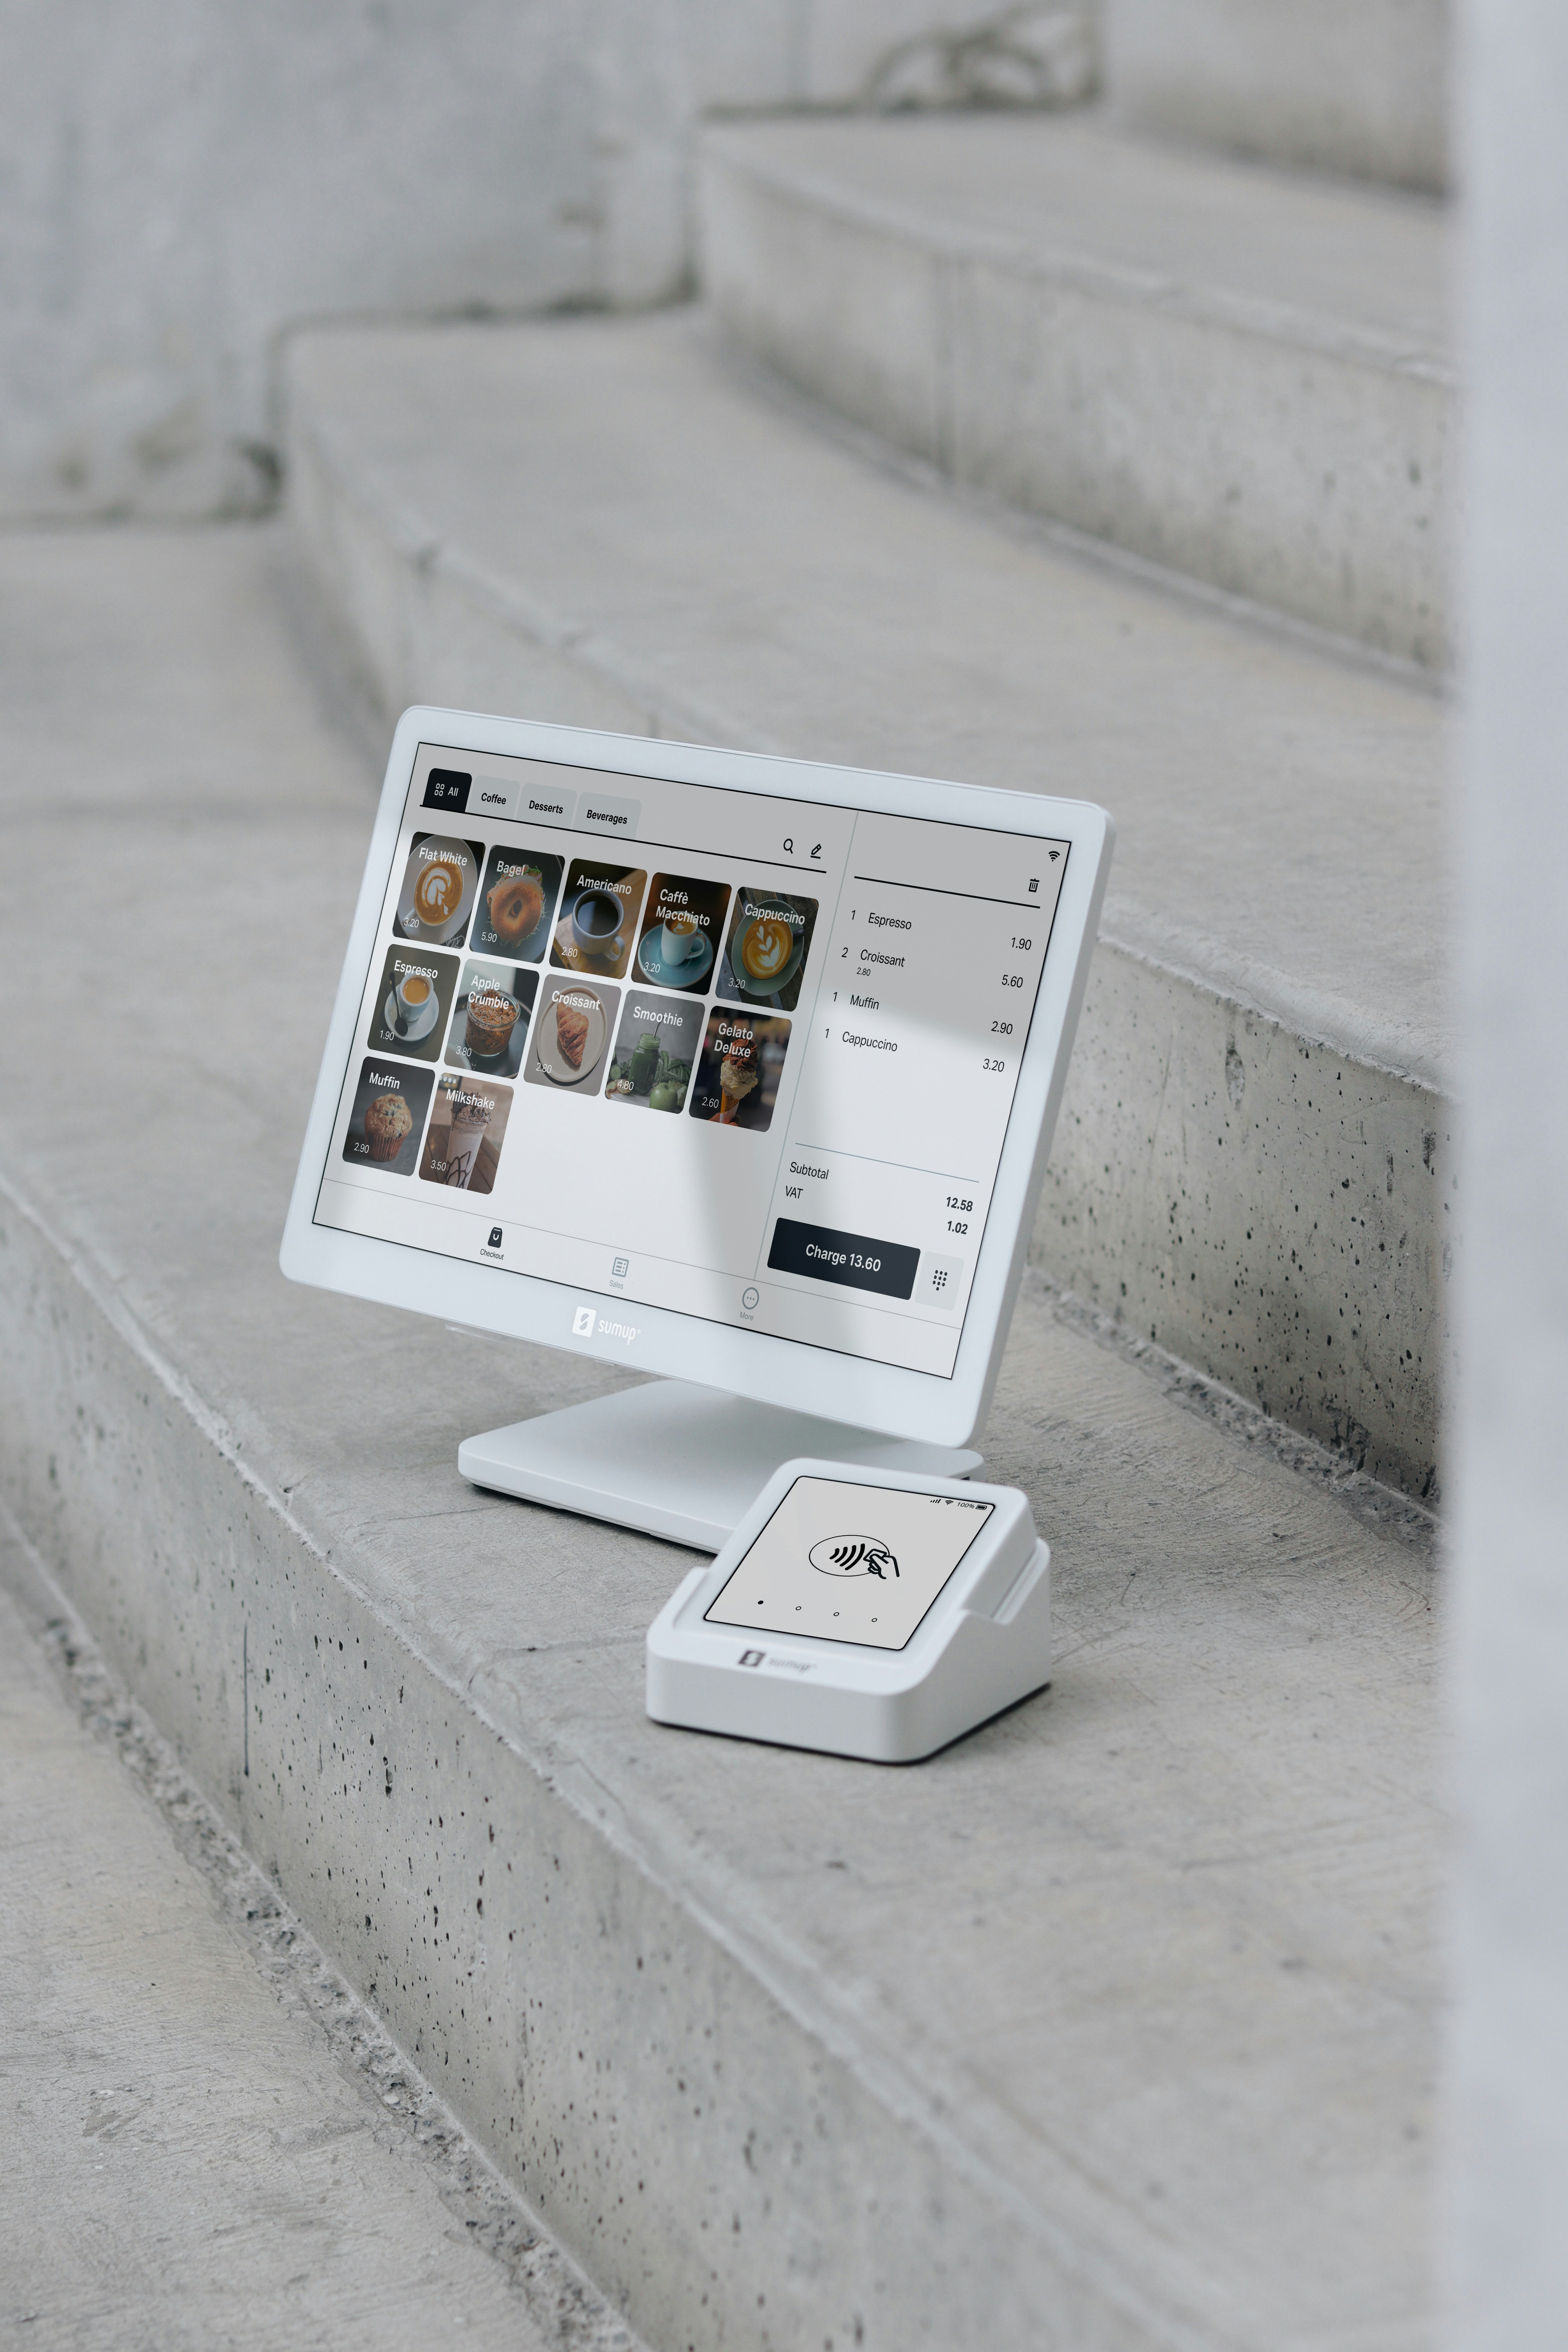 All
Coffee
Desserts
Beverages
Flat White
3.20
Bagel
5.90
Americano
2.80
Caffè
Macchiato
3.20
Cappuccino
3.20
Espresso
1.90
Apple
Crumble
3.80
Croissant
2.80
Smoothie
4.60
Gelato
Deluxe
2.60
Muffin
2.90
Milkshake
3.50
1 Espresso 1.90
2 Croissant 5.60
2.80
1 Muffin 2.90
1 Cappuccino 3.20
Subtotal 12.58
VAT 1.02
Charge 13.60
Checkout
Sales
More
sumup®
100%
sumup®